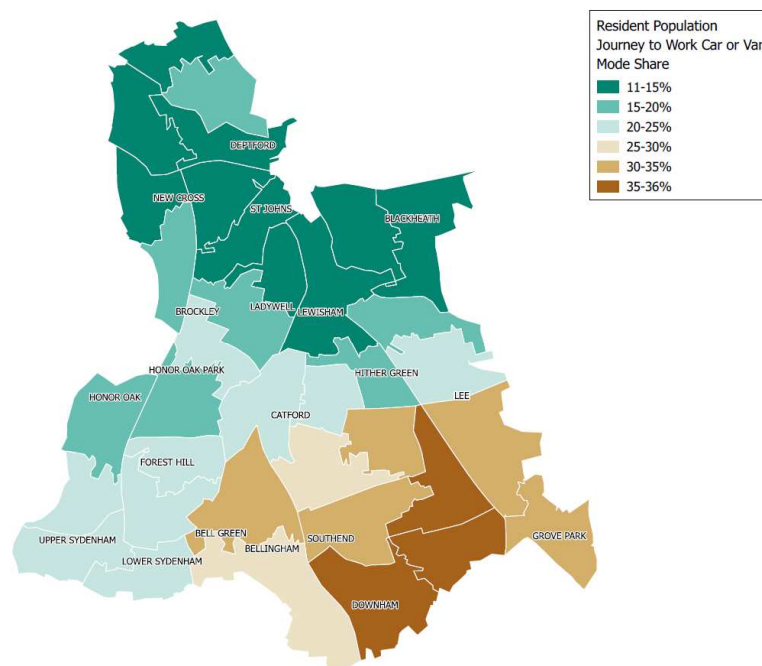 Resident Population
Journey to Work Car or Van
Mode Share
11-15%
15-20%
20-25%
25-30%
30-35%
35-36%
DEPTFORD
NEW CROSS
ST JOHNS
BLACKHEATH
BROCKLEY
LADYWELL
LEWISHAM
HONOR OAK PARK
HITHER GREEN
HONOR OAK
LEE
CATFORD
FOREST HILL
BELL GREEN
SOUTHEND
GROVE PARK
UPPER SYDENHAM
BELLINGHAM
LOWER SYDENHAM
DOWNHAM